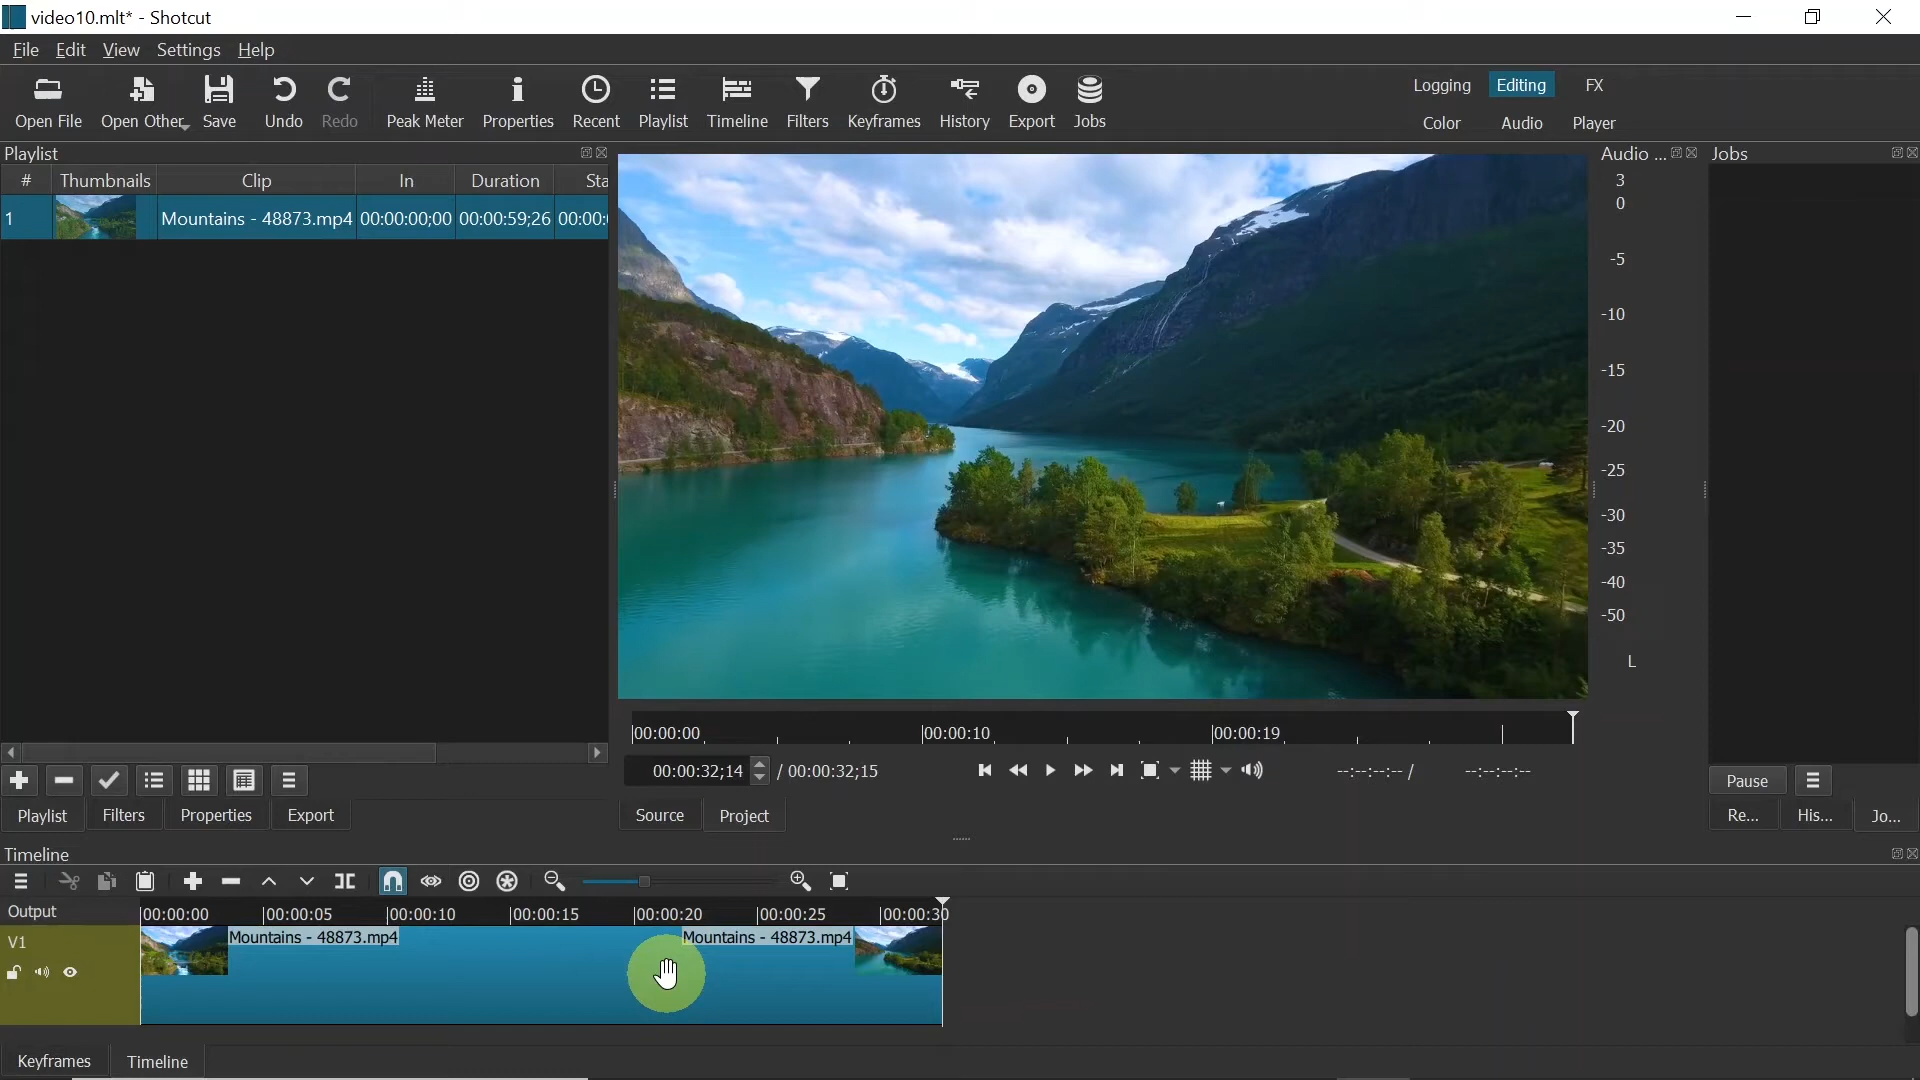 video10.mlt* - Shotcut
File Edit View Settings Help
Open File Open Other Save Undo Redo Peak Meter Properties Recent Playlist Timeline Filters Keyframes History Export Jobs
Logging Editing FX
Color Audio Player
Playlist
# Thumbnails Clip In Duration Sta
1 Mountains - 48873.mp4 00:00:00;00 00:00:59;26 00:00:
Audio ...
3
0
-5
-10
-15
-20
-25
-30
-35
-40
-50
L
Jobs
00:00:00 00:00:10 00:00:19
00:00:32;14 / 00:00:32;15 --:--:--:-- / --:--:--:--
Pause
Playlist Filters Properties Export
Source Project
Re... His... Jo...
Timeline
Output 00:00:00 00:00:05 00:00:10 00:00:15 00:00:20 00:00:25 00:00:30
V1 Mountains - 48873.mp4 Mountains - 48873.mp4
Keyframes Timeline